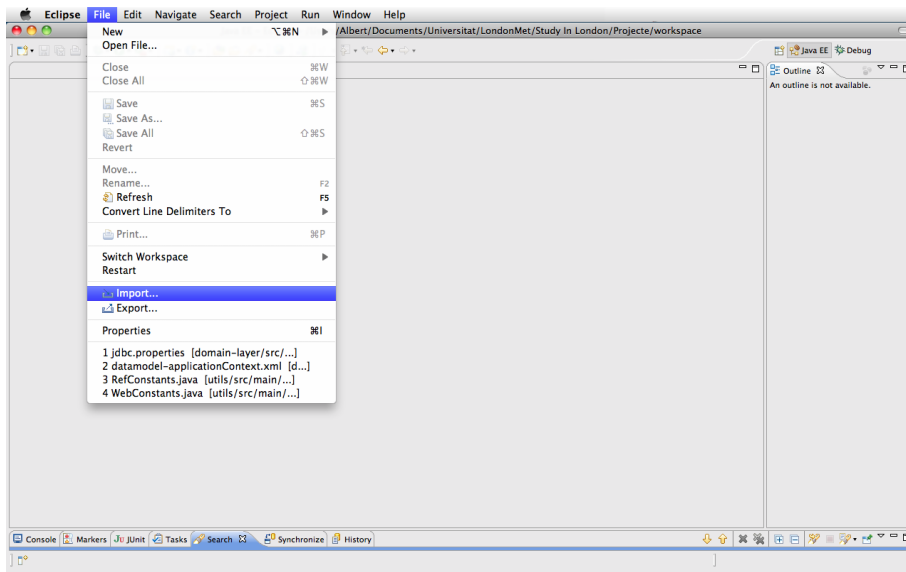 Eclipse File Edit Navigate Search Project Run Window Help
/Albert/Documents/Universitat/LondonMet/Study In London/Projecte/workspace
New ⌥⌘N
Open File...
Close ⌘W
Close All ⇧⌘W
Save ⌘S
Save As...
Save All ⇧⌘S
Revert
Move...
Rename... F2
Refresh F5
Convert Line Delimiters To
Print... ⌘P
Switch Workspace
Restart
Import...
Export...
Properties ⌘I
1 jdbc.properties [domain-layer/src/...]
2 datamodel-applicationContext.xml [d...]
3 RefConstants.java [utils/src/main/...]
4 WebConstants.java [utils/src/main/...]
Java EE Debug
Outline
An outline is not available.
Console Markers JUnit Tasks Search Synchronize History